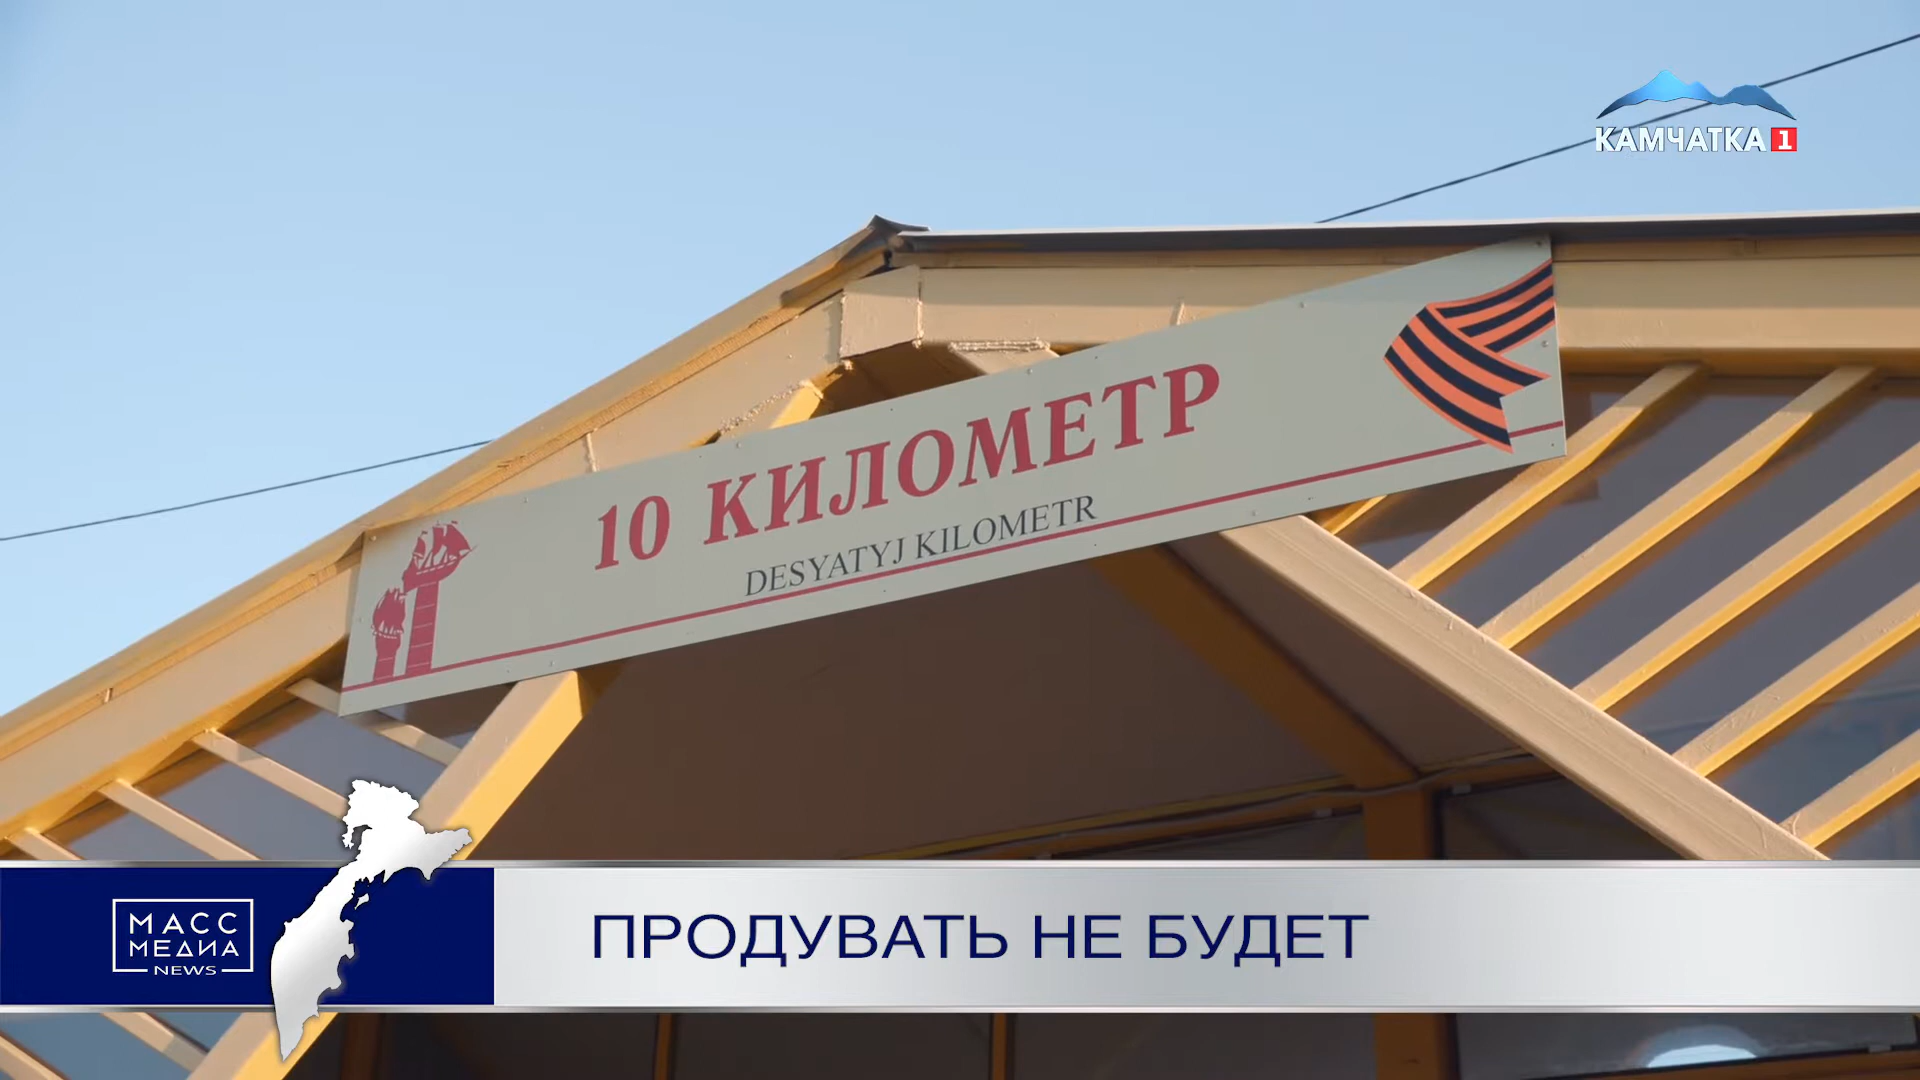 КАМЧАТКА 1
10 КИЛОМЕТР
DESYATYJ KILOMETR
МАСС
МЕДИА
NEWS
ПРОДУВАТЬ НЕ БУДЕТ